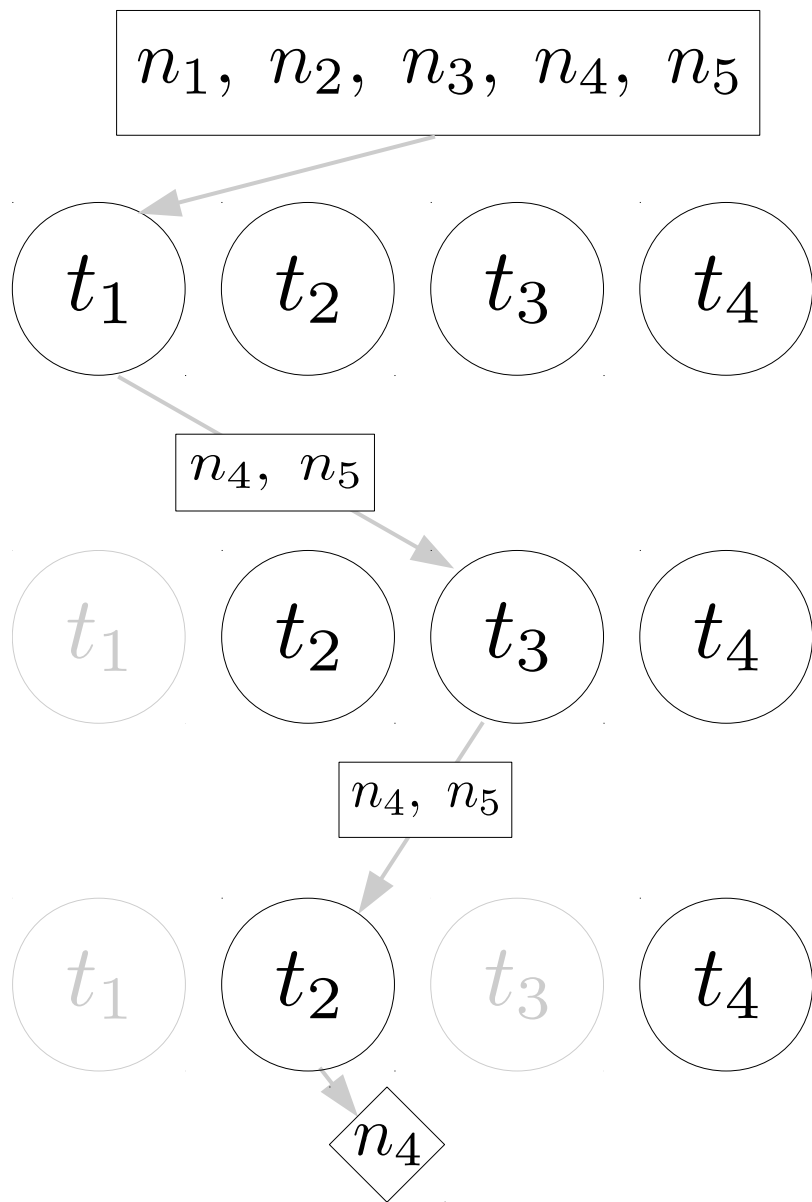 n₁, n₂, n₃, n₄, n₅
t₁ t₂ t₃ t₄
n₄, n₅
t₁ t₂ t₃ t₄
n₄, n₅
t₁ t₂ t₃ t₄
n₄